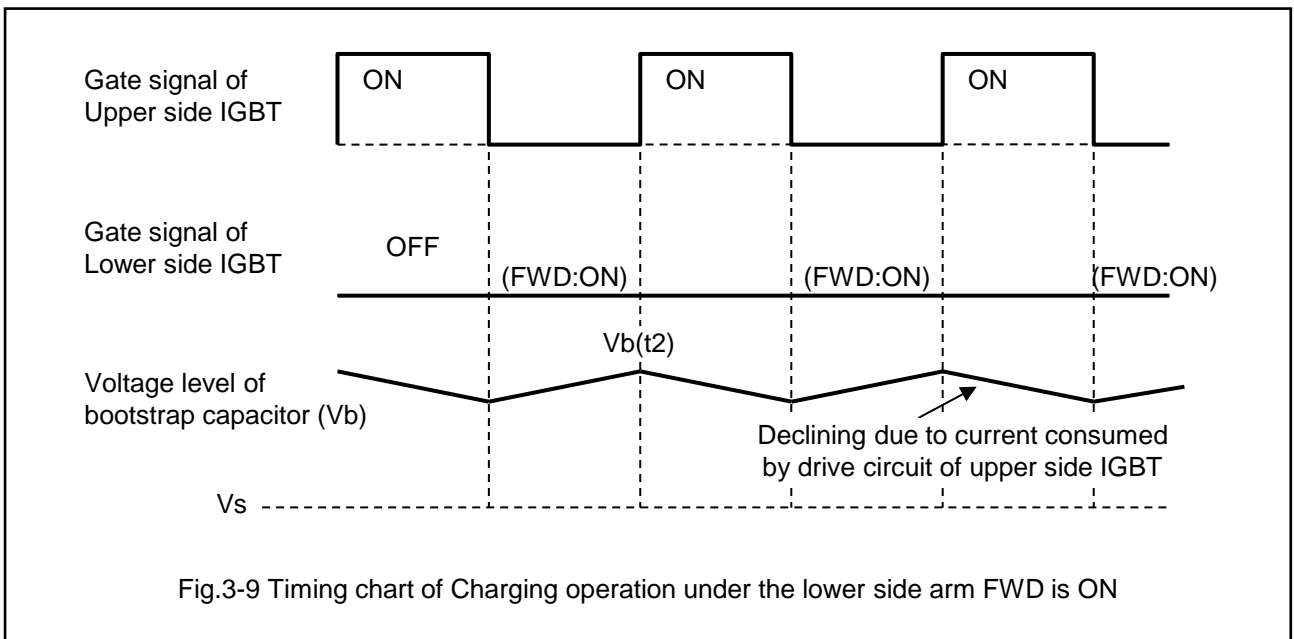 Gate signal of
Upper side IGBT
ON
ON
ON
Gate signal of
Lower side IGBT
OFF
(FWD:ON)
(FWD:ON)
(FWD:ON)
Vb(t2)
Voltage level of
bootstrap capacitor (Vb)
Declining due to current consumed
by drive circuit of upper side IGBT
Vs
Fig.3-9 Timing chart of Charging operation under the lower side arm FWD is ON